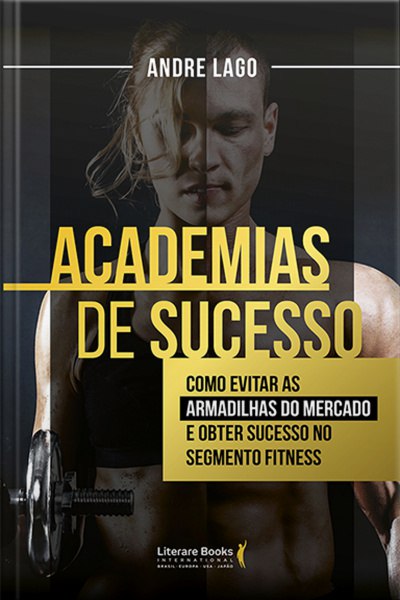 ANDRE LAGO
ACADEMIAS
DE SUCESSO
COMO EVITAR AS
ARMADILHAS DO MERCADO
E OBTER SUCESSO NO
SEGMENTO FITNESS
Literare Books
INTERNATIONAL
BRASIL · EUROPA · USA · JAPÃO